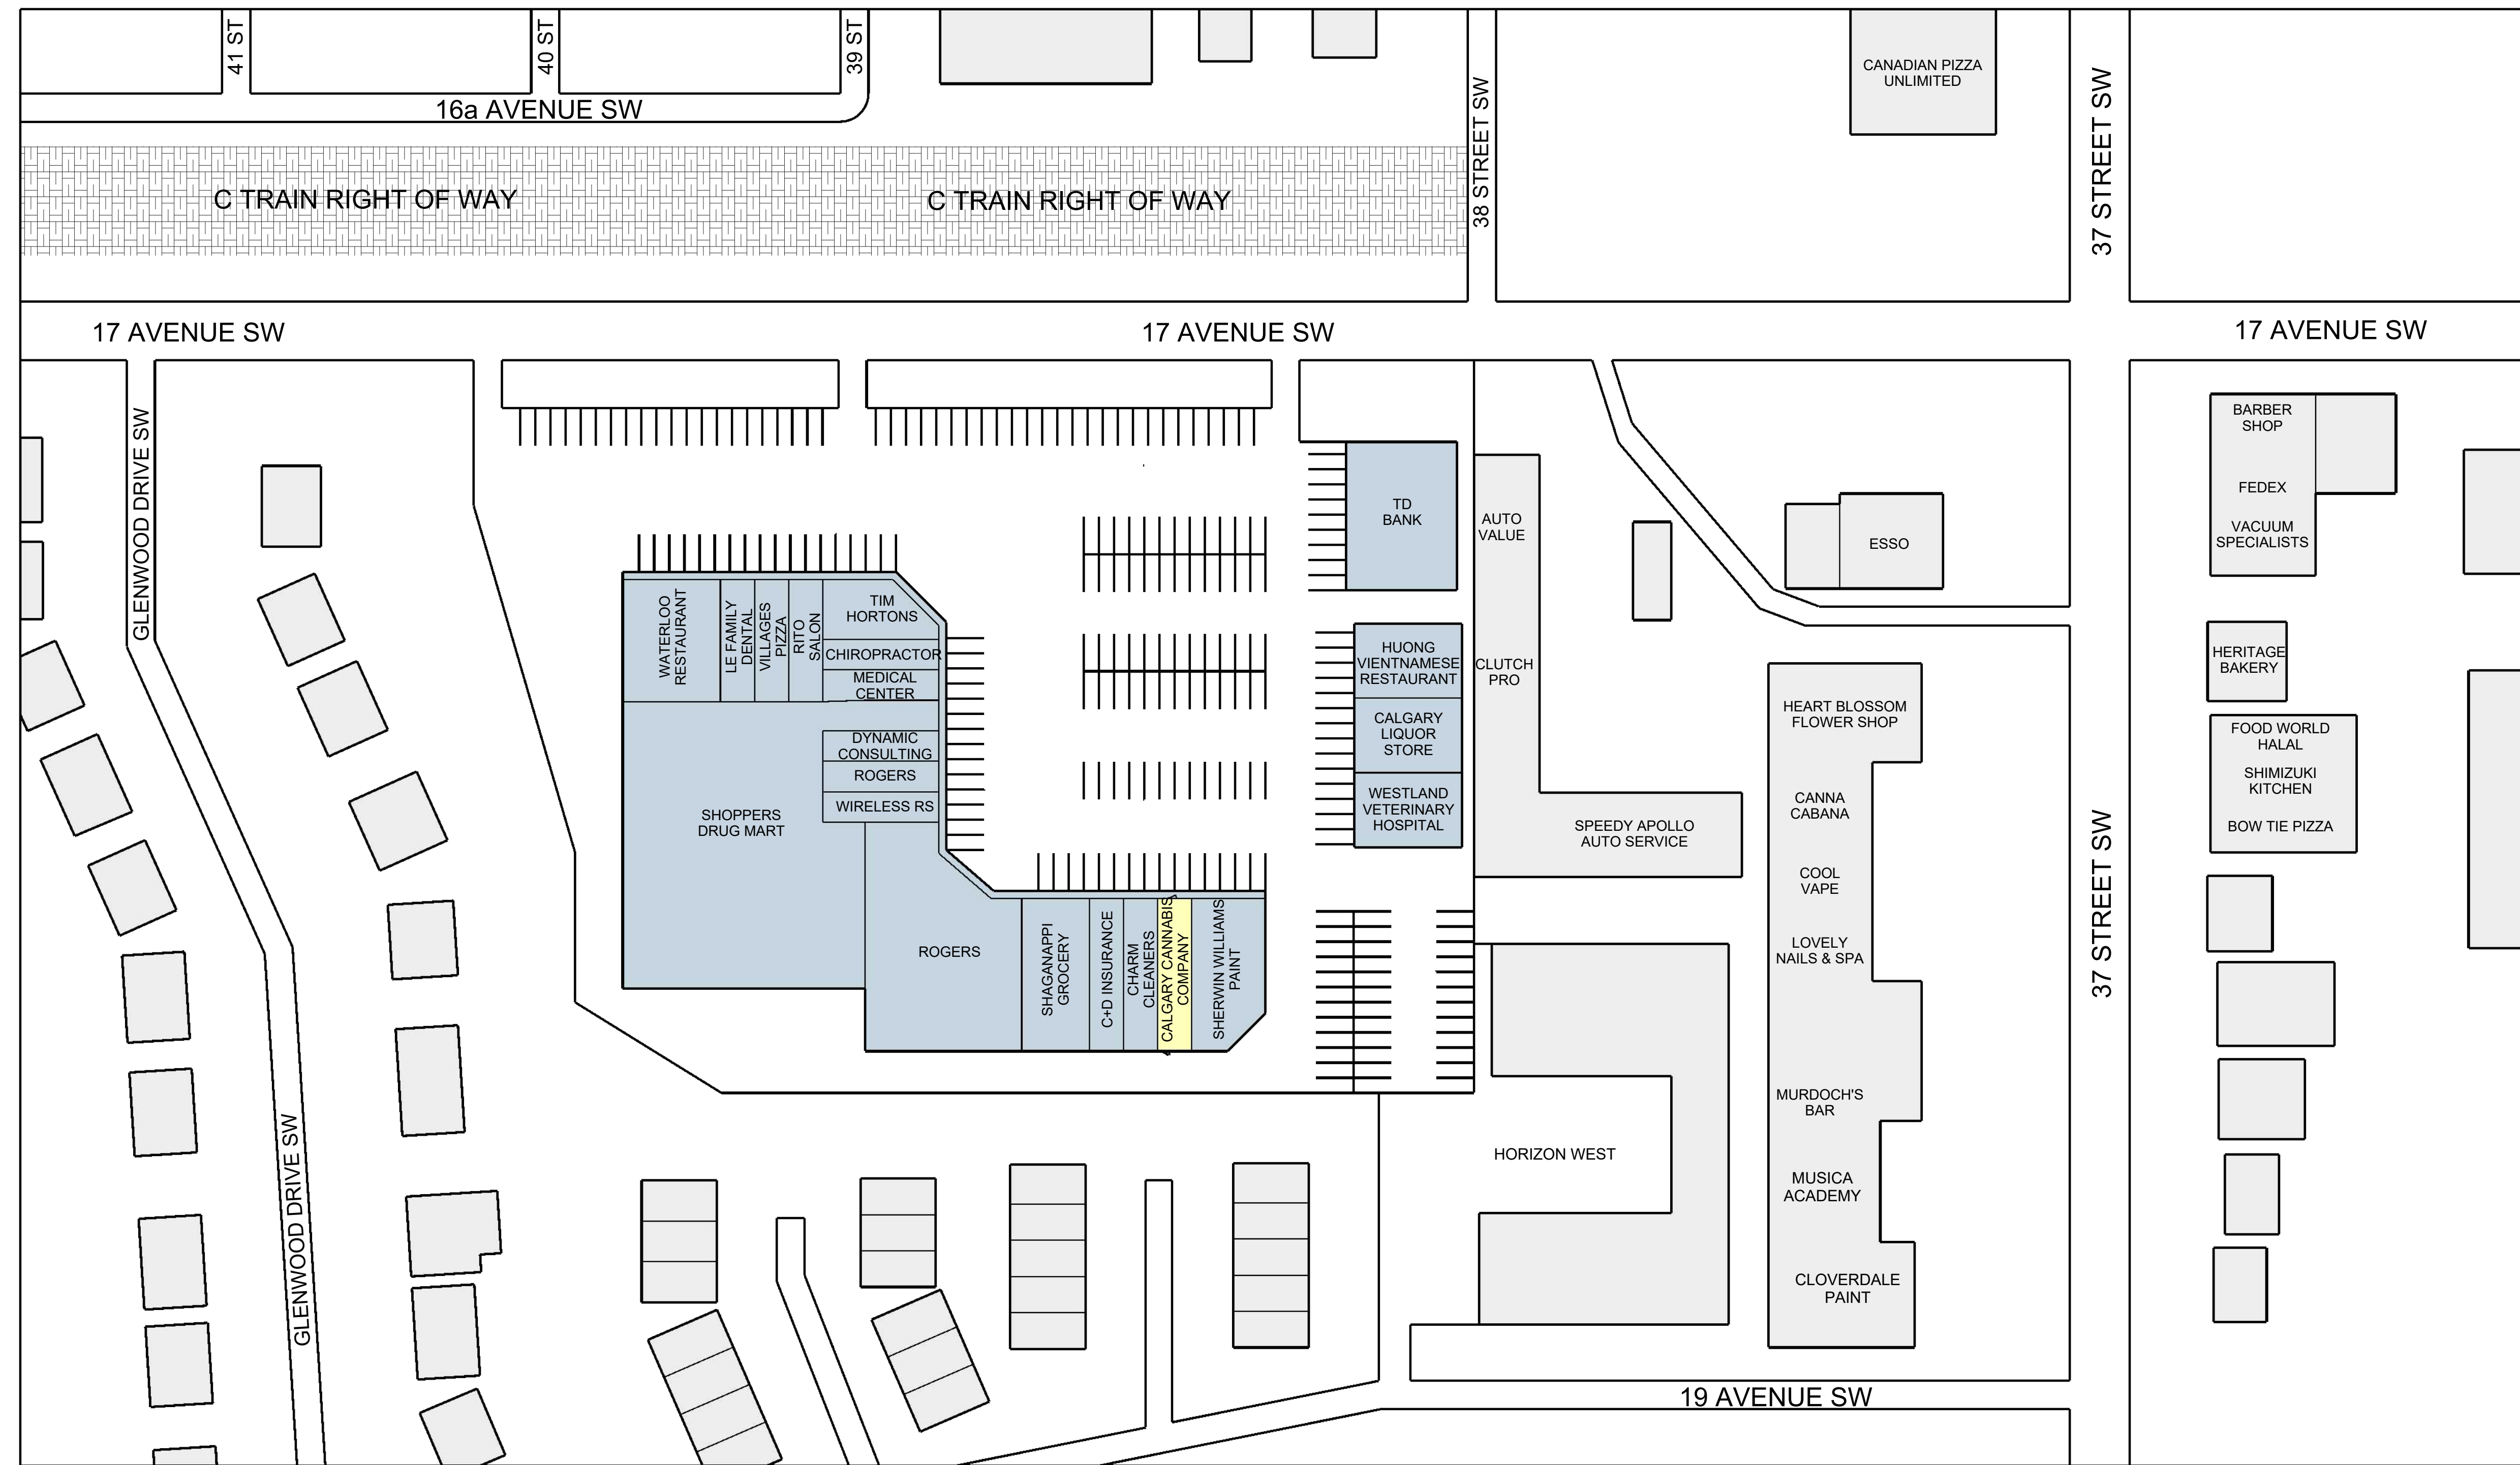 41 ST
40 ST
39 ST
16a AVENUE SW
38 STREET SW
CANADIAN PIZZA
UNLIMITED
37 STREET SW
C TRAIN RIGHT OF WAY
C TRAIN RIGHT OF WAY
17 AVENUE SW
17 AVENUE SW
17 AVENUE SW
GLENWOOD DRIVE SW
TD
BANK
AUTO
VALUE
ESSO
BARBER
SHOP
FEDEX
VACUUM
SPECIALISTS
WATERLOO
RESTAURANT
LE FAMILY
DENTAL
VILLAGES
PIZZA
RITO
SALON
TIM
HORTONS
CHIROPRACTOR
MEDICAL
CENTER
DYNAMIC
CONSULTING
ROGERS
WIRELESS RS
SHOPPERS
DRUG MART
HUONG
VIENTNAMESE
RESTAURANT
CALGARY
LIQUOR
STORE
WESTLAND
VETERINARY
HOSPITAL
CLUTCH
PRO
SPEEDY APOLLO
AUTO SERVICE
HEART BLOSSOM
FLOWER SHOP
CANNA
CABANA
COOL
VAPE
LOVELY
NAILS & SPA
MURDOCH'S
BAR
MUSICA
ACADEMY
CLOVERDALE
PAINT
HERITAGE
BAKERY
FOOD WORLD
HALAL
SHIMIZUKI
KITCHEN
BOW TIE PIZZA
37 STREET SW
ROGERS
SHAGANAPPI
GROCERY
C+D INSURANCE
CHARM
CLEANERS
CALGARY CANNABIS
COMPANY
SHERWIN WILLIAMS
PAINT
HORIZON WEST
GLENWOOD DRIVE SW
19 AVENUE SW